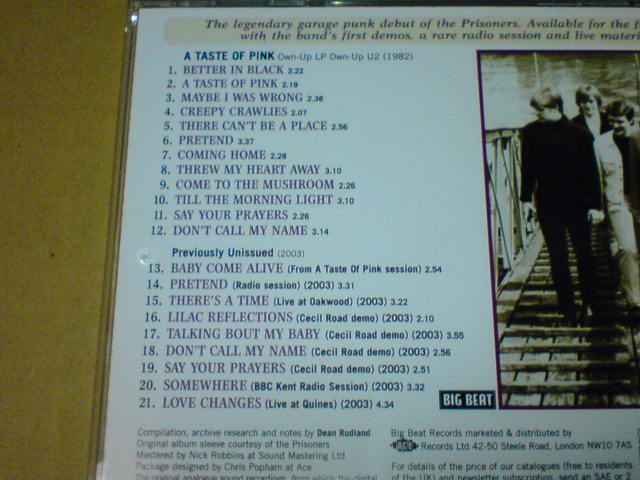 The legendary garage punk debut of the Prisoners. Available for the
with the band's first demos, a rare radio session and live
A TASTE OF PINK Own-Up LP Own-Up U2 (1982)
1. BETTER IN BLACK 2.22
2. A TASTE OF PINK 2.19
3. MAYBE I WAS WRONG 2.38
4. CREEPY CRAWLIES 2.07
5. THERE CAN'T BE A PLACE 2.56
6. PRETEND 3.37
7. COMING HOME 2.28
8. THREW MY HEART AWAY 3.10
9. COME TO THE MUSHROOM 2.26
10. TILL THE MORNING LIGHT 3.10
11. SAY YOUR PRAYERS 2.26
12. DON'T CALL MY NAME 3.14
Previously Unissued (2003)
13. BABY COME ALIVE (From A Taste Of Pink session) 2.54
14. PRETEND (Radio session) (2003) 3.31
15. THERE'S A TIME (Live at Oakwood) (2003) 3.22
16. LILAC REFLECTIONS (Cecil Road demo) (2003) 2.10
17. TALKING BOUT MY BABY (Cecil Road demo) (2003) 3.55
18. DON'T CALL MY NAME (Cecil Road demo) (2003) 2.56
19. SAY YOUR PRAYERS (Cecil Road demo) (2003) 2.51
20. SOMEWHERE (BBC Kent Radio Session) (2003) 3.32
21. LOVE CHANGES (Live at Quines) (2003) 4.34
BIG BEAT
Compilation, archive research and notes by Dean Rudland
Original album sleeve courtesy of the Prisoners
Mastered by Nick Robbins at Sound Mastering Ltd
Package designed by Chris Popham at Ace
The original analogue sound recordings, from which the digital
Big Beat Records marketed & distributed by
ACE Records Ltd 42-50 Steele Road, London NW10 7AS
For details of the price of our catalogues (free to residents
of the UK) and newsletter subscription, send an SAE or 2